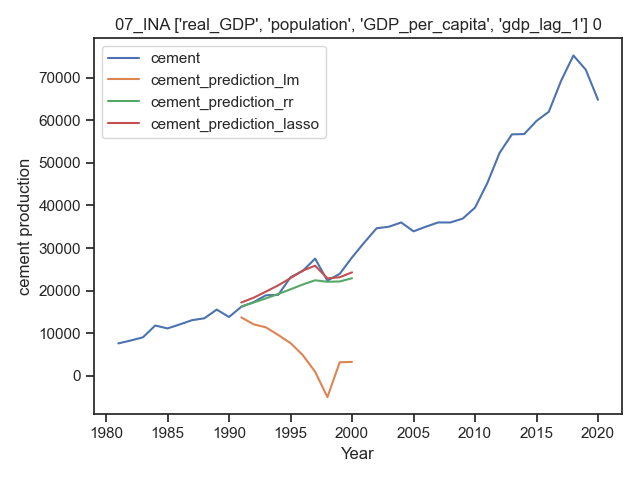 07_INA ['real_GDP', 'population', 'GDP_per_capita', 'gdp_lag_1'] 0
cement
cement_prediction_lm
cement_prediction_rr
cement_prediction_lasso
cement production
70000
60000
50000
40000
30000
20000
10000
0
1980 1985 1990 1995 2000 2005 2010 2015 2020
Year